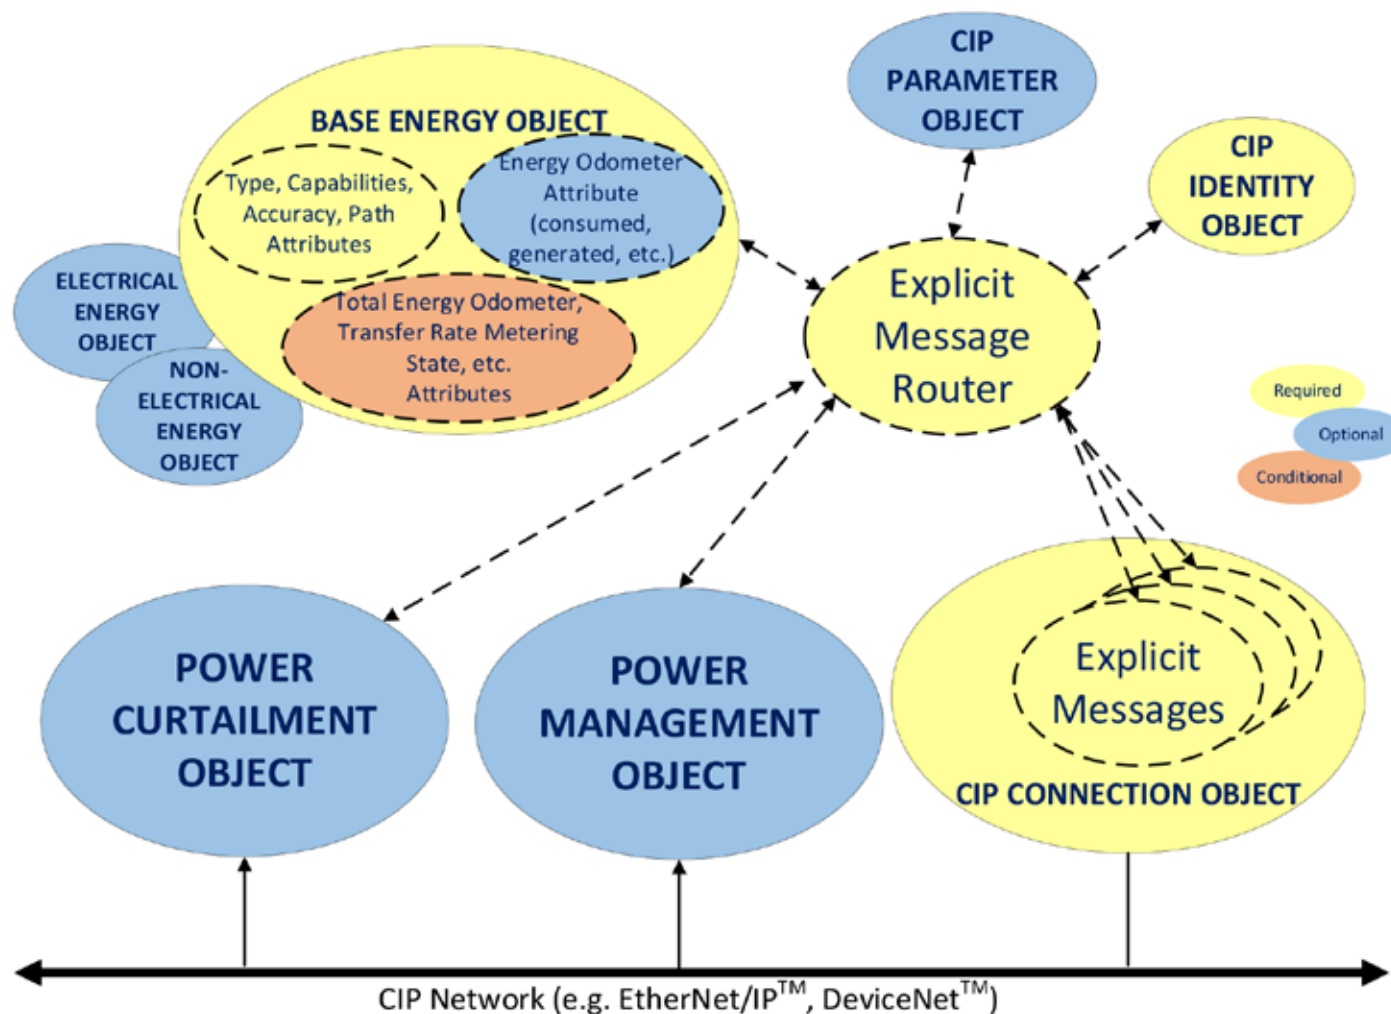 CIP
PARAMETER
OBJECT
BASE ENERGY OBJECT
Type, Capabilities,
Accuracy, Path
Attributes
Energy Odometer
Attribute
(consumed,
generated, etc.)
Total Energy Odometer,
Transfer Rate Metering
State, etc.
Attributes
CIP
IDENTITY
OBJECT
ELECTRICAL
ENERGY
OBJECT
NON-
ELECTRICAL
ENERGY
OBJECT
Explicit
Message
Router
Required
Optional
Conditional
POWER
CURTAILMENT
OBJECT
POWER
MANAGEMENT
OBJECT
Explicit
Messages
CIP CONNECTION OBJECT
CIP Network (e.g. EtherNet/IP™, DeviceNet™)